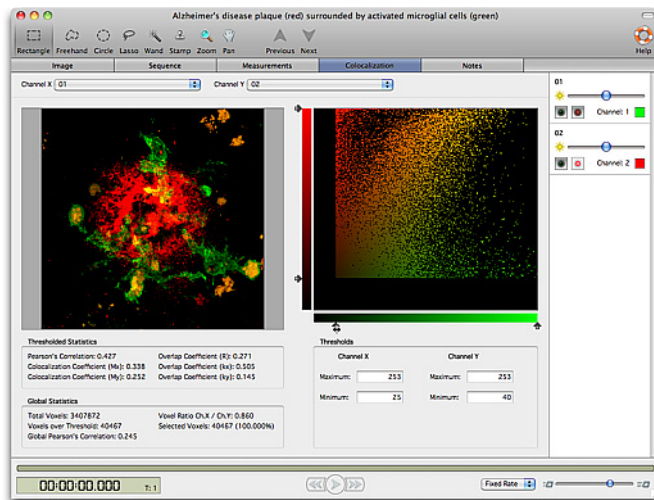 Alzheimer's disease plaque (red) surrounded by activated microglial cells (green)
Rectangle Freehand Circle Lasso Wand Stamp Zoom Pan Previous Next Help
Image Sequence Measurements Colocalization Notes
Channel X 01 Channel Y 02
01
Channel: 1
02
Channel: 2
Thresholded Statistics
Pearson's Correlation: 0.427 Overlap Coefficient (R): 0.271
Colocalization Coefficient (Mx): 0.338 Overlap Coefficient (kx): 0.505
Colocalization Coefficient (My): 0.252 Overlap Coefficient (ky): 0.145
Global Statistics
Total Voxels: 3407872 Voxel Ratio Ch.X / Ch.Y: 0.860
Voxels over Threshold: 40467 Selected Voxels: 40467 (100.000%)
Global Pearson's Correlation: 0.245
Thresholds
Channel X Channel Y
Maximum: 253 Maximum: 253
Minimum: 25 Minimum: 40
00:00:00.000 T: 1 Fixed Rate